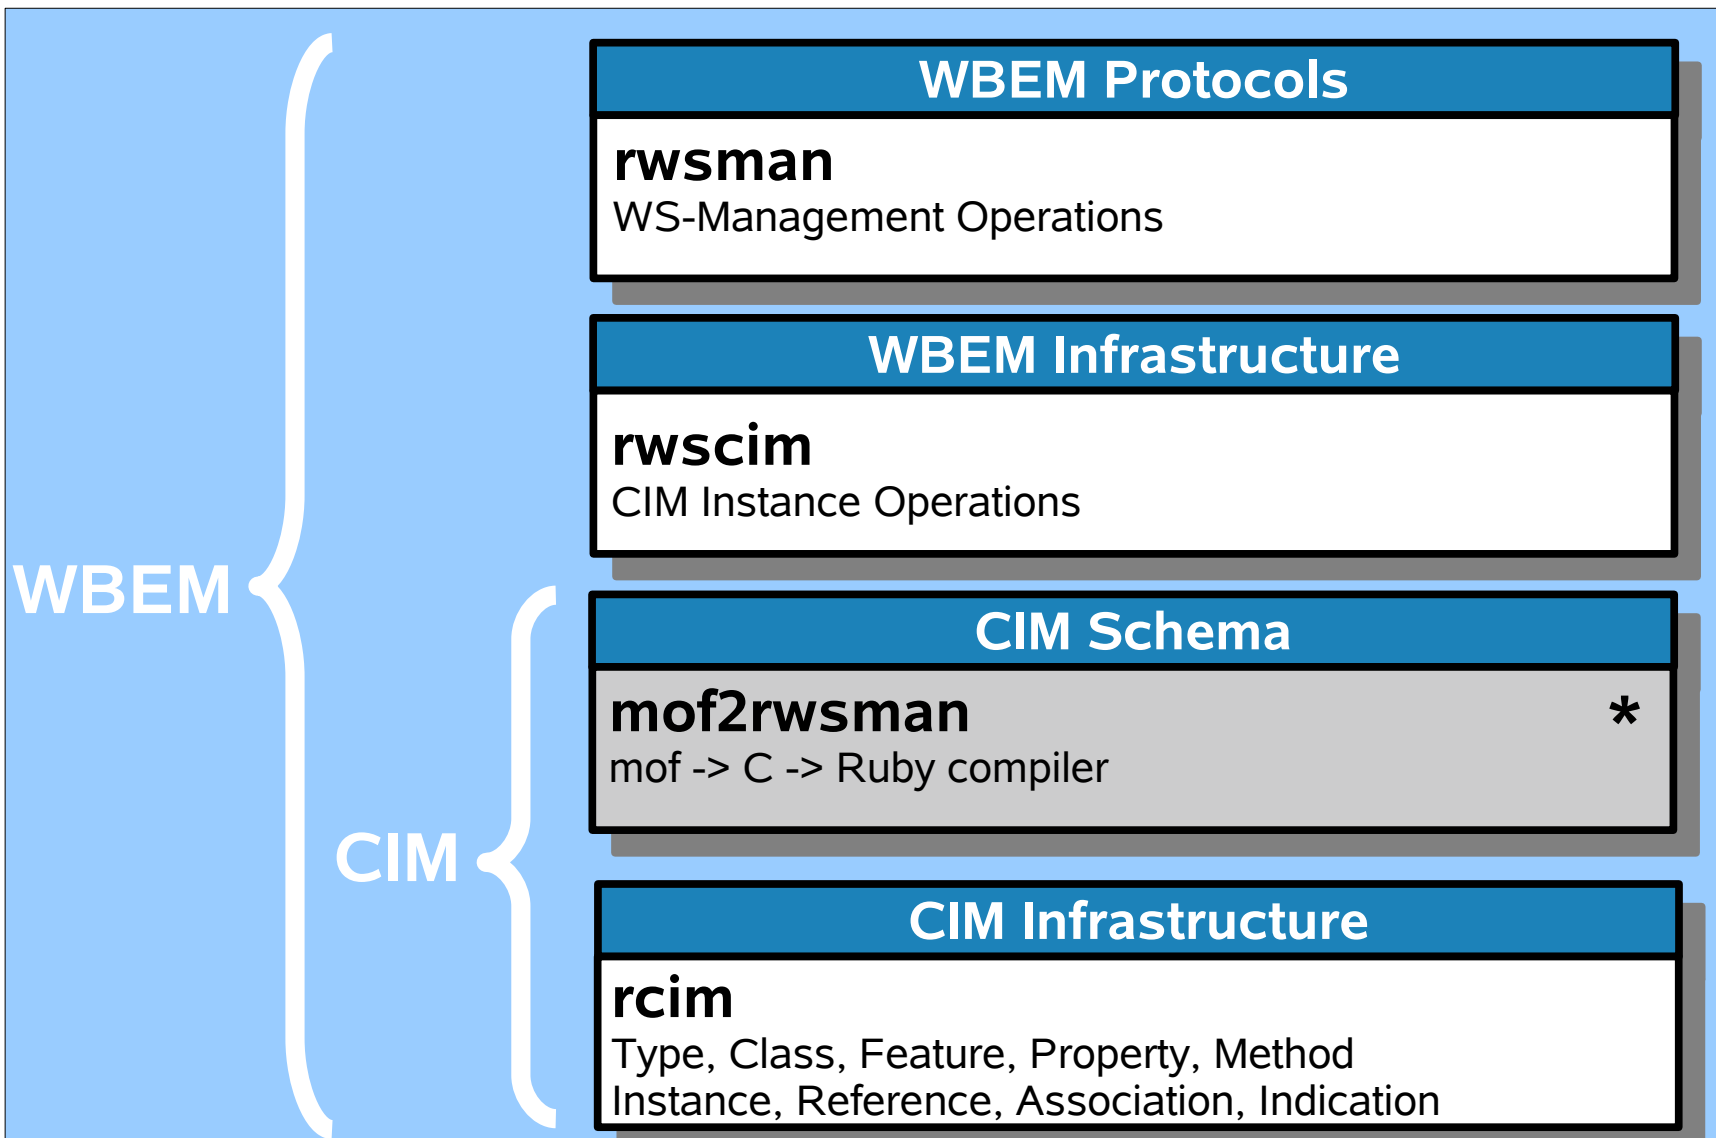 WBEM Protocols
rwsman
WS-Management Operations
WBEM Infrastructure
rwscim
CIM Instance Operations
WBEM
CIM Schema
mof2rwsman *
mof -> C -> Ruby compiler
CIM
CIM Infrastructure
rcim
Type, Class, Feature, Property, Method
Instance, Reference, Association, Indication